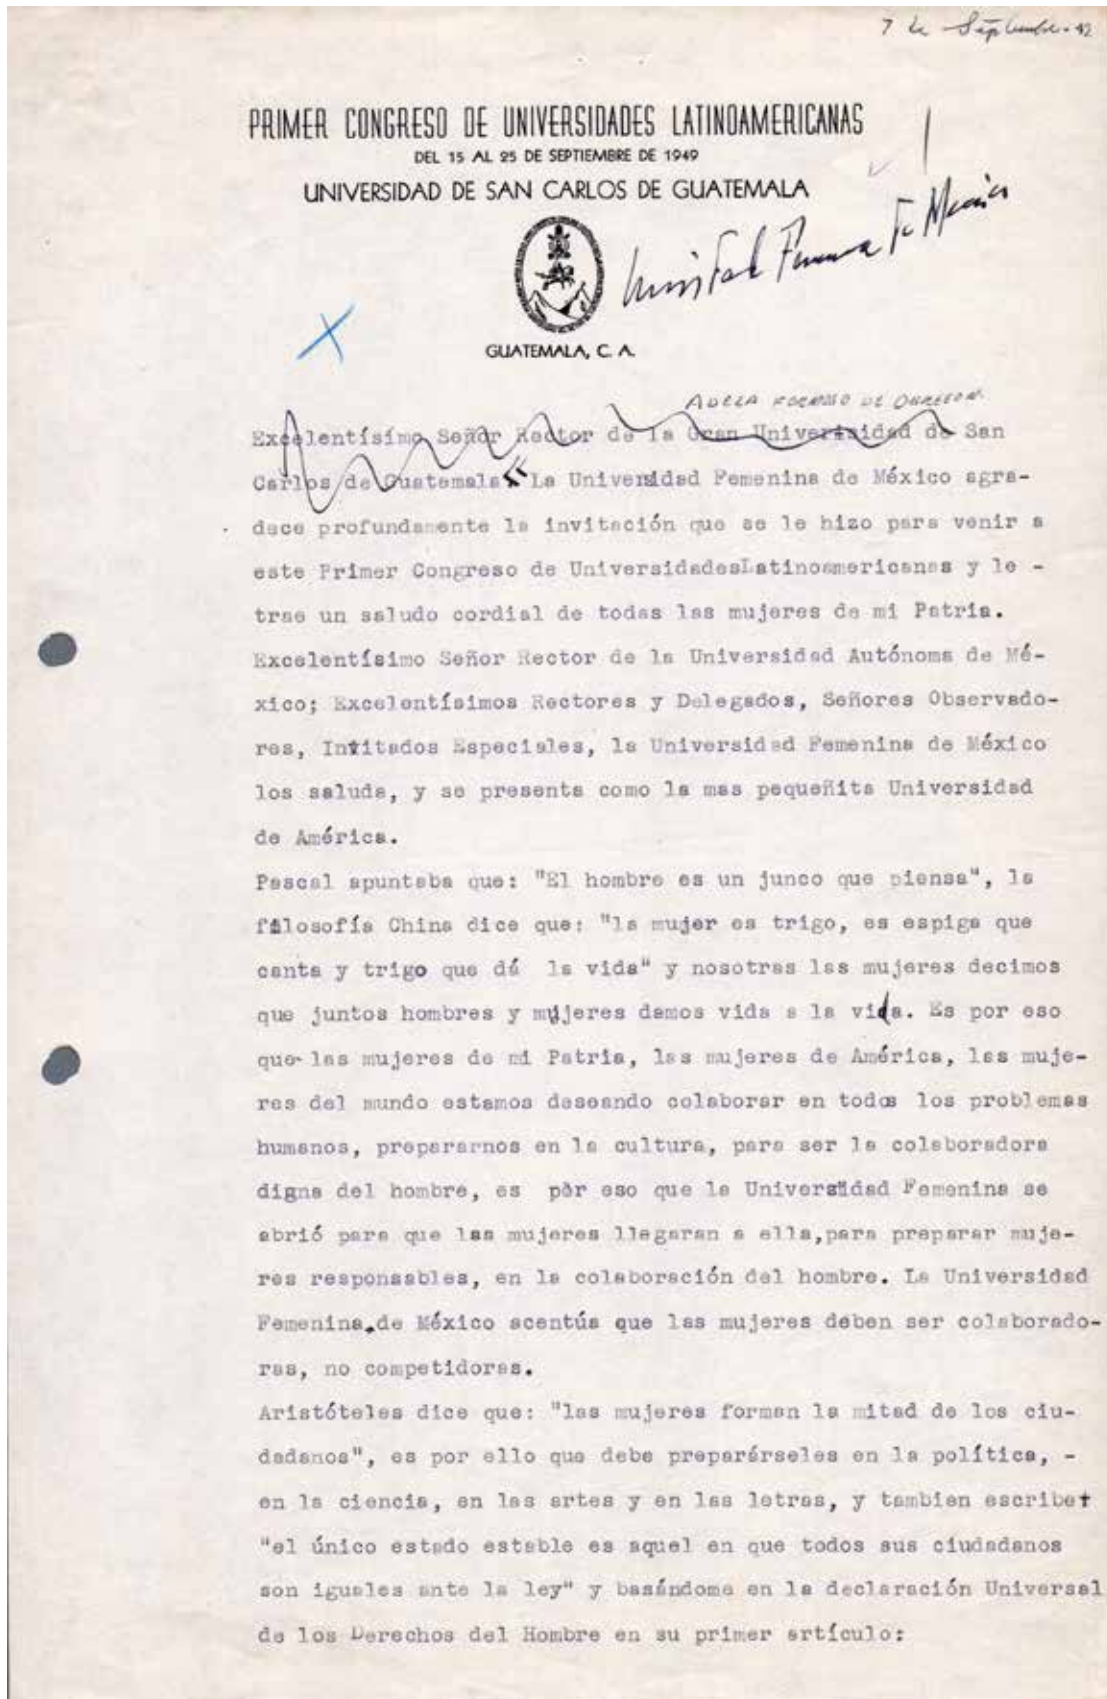 7 de Septiembre - 42
PRIMER CONGRESO DE UNIVERSIDADES LATINOAMERICANAS
DEL 15 AL 25 DE SEPTIEMBRE DE 1949
UNIVERSIDAD DE SAN CARLOS DE GUATEMALA
GUATEMALA, C. A.
ADELA FORMOSO DE OBREGON
Excelentísimo Señor Rector de la Gran Univerisidad de San
Carlos de Guatemala "La Universidad Femenina de México agra-
dece profundamente la invitación que se le hizo para venir a
este Primer Congreso de UniversidadesLatinoamericanas y le -
trae un saludo cordial de todas las mujeres de mi Patria.
Excelentísimo Señor Rector de la Universidad Autónoma de Mé-
xico; Excelentísimos Rectores y Delegados, Señores Observado-
res, Invitados Especiales, la Universidad Femenina de México
los saluda, y se presenta como la mas pequeñita Universidad
de América.
Pascal apuntaba que: "El hombre es un junco que piensa", la
filosofía China dice que: "la mujer es trigo, es espiga que
canta y trigo que dá la vida" y nosotras las mujeres decimos
que juntos hombres y mujeres damos vida a la vida. Es por eso
que las mujeres de mi Patria, las mujeres de América, las muje-
res del mundo estamos deseando colaborar en todos los problemas
humanos, prepararnos en la cultura, para ser la colaboradora
digna del hombre, es por eso que la Universidad Femenina se
abrió para que las mujeres llegaran a ella,para preparar muje-
res responsables, en la colaboración del hombre. La Universidad
Femenina de México acentúa que las mujeres deben ser colaborado-
ras, no competidoras.
Aristóteles dice que: "las mujeres forman la mitad de los ciu-
dadanos", es por ello que debe preparárseles en la política, -
en la ciencia, en las artes y en las letras, y tambien escribe:
"el único estado estable es aquel en que todos sus ciudadanos
son iguales ante la ley" y basándome en la declaración Universal
de los Derechos del Hombre en su primer artículo: